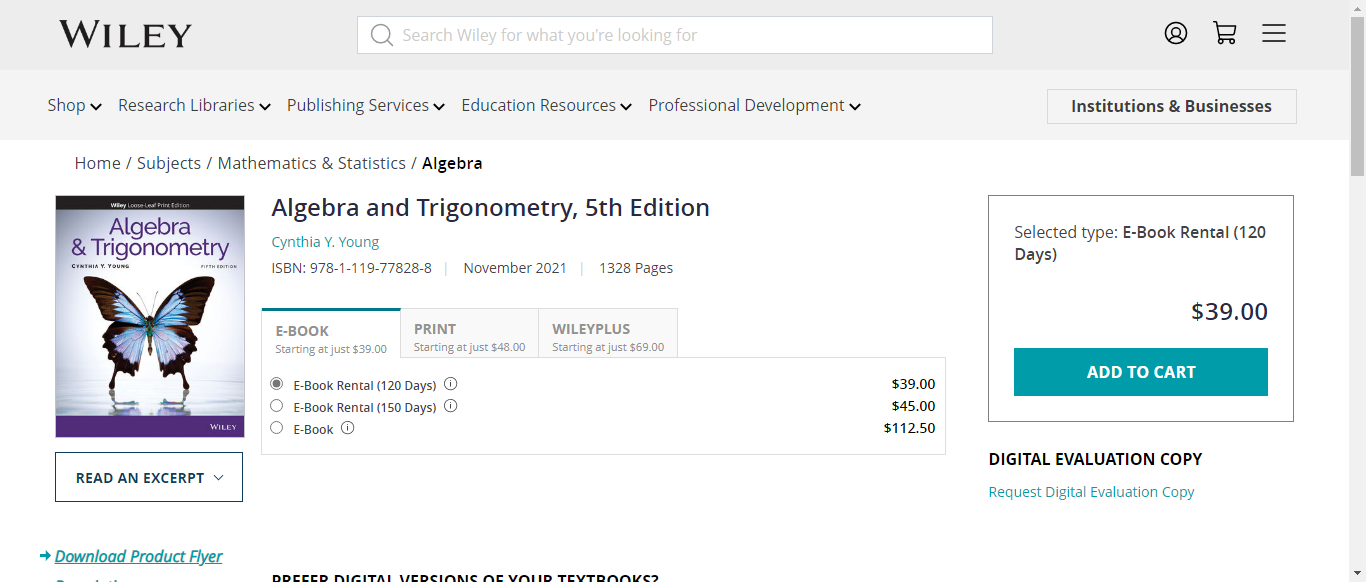 WILEY
Search Wiley for what you're looking for
Shop Research Libraries Publishing Services Education Resources Professional Development Institutions & Businesses
Home / Subjects / Mathematics & Statistics / Algebra
Wiley Loose-Leaf Print Edition
Algebra
& Trigonometry
CYNTHIA Y. YOUNG FIFTH EDITION
WILEY
READ AN EXCERPT
Download Product Flyer
Algebra and Trigonometry, 5th Edition
Cynthia Y. Young
ISBN: 978-1-119-77828-8 | November 2021 | 1328 Pages
E-BOOK
Starting at just $39.00
PRINT
Starting at just $48.00
WILEYPLUS
Starting at just $69.00
E-Book Rental (120 Days) $39.00
E-Book Rental (150 Days) $45.00
E-Book $112.50
PREFER DIGITAL VERSIONS OF YOUR TEXTBOOKS?
Selected type: E-Book Rental (120
Days)
$39.00
ADD TO CART
DIGITAL EVALUATION COPY
Request Digital Evaluation Copy